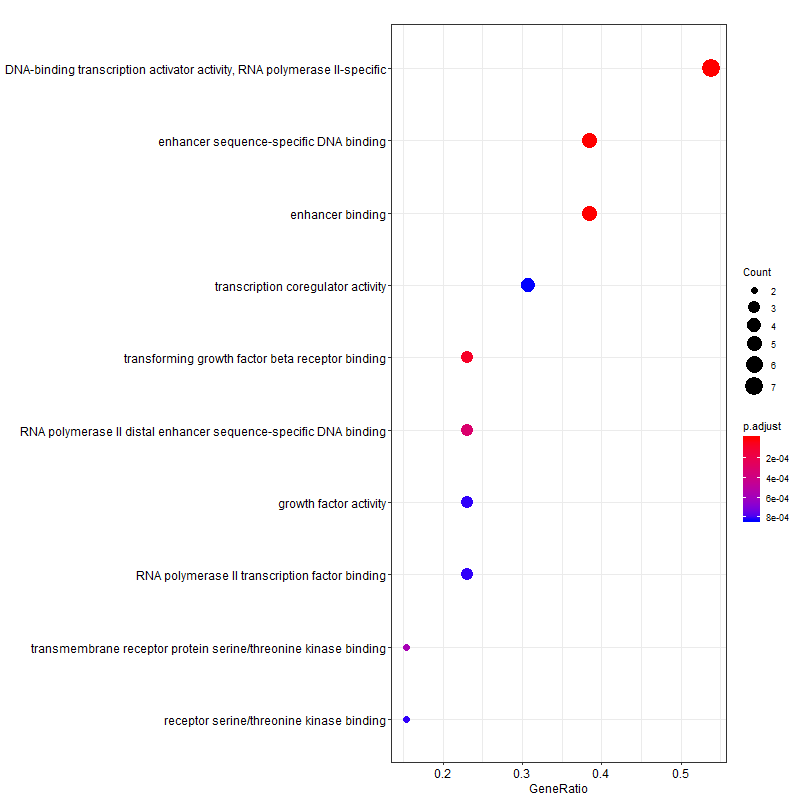 DNA-binding transcription activator activity, RNA polymerase II-specific
enhancer sequence-specific DNA binding
enhancer binding
transcription coregulator activity
transforming growth factor beta receptor binding
RNA polymerase II distal enhancer sequence-specific DNA binding
growth factor activity
RNA polymerase II transcription factor binding
transmembrane receptor protein serine/threonine kinase binding
receptor serine/threonine kinase binding
0.2 0.3 0.4 0.5
GeneRatio
Count
2
3
4
5
6
7
p.adjust
2e-04
4e-04
6e-04
8e-04